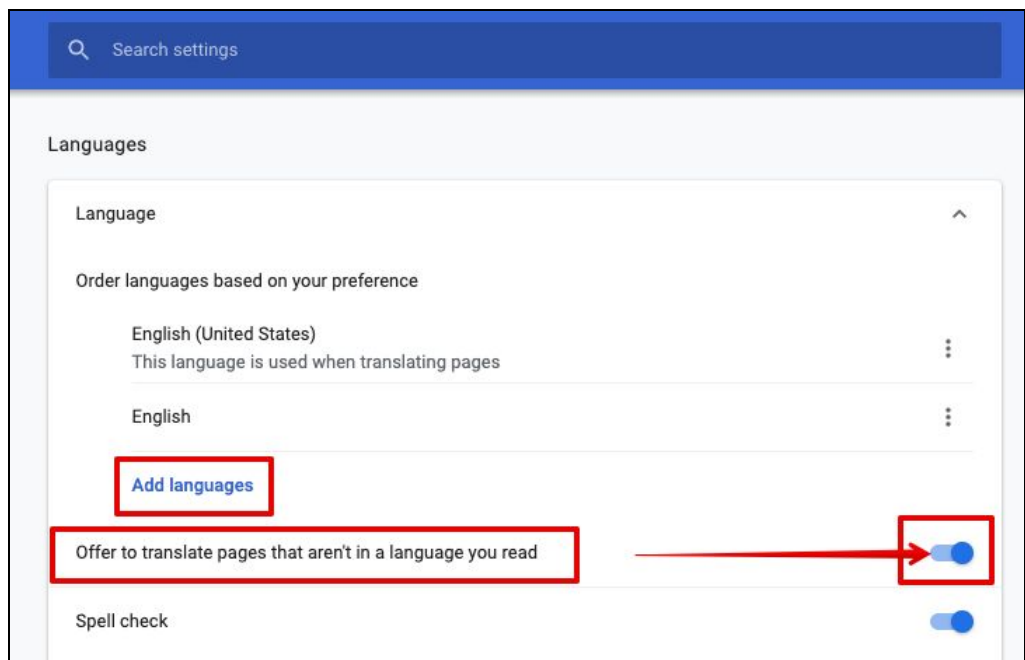 Search settings
Languages
Language
Order languages based on your preference
English (United States)
This language is used when translating pages
English
Add languages
Offer to translate pages that aren't in a language you read
Spell check